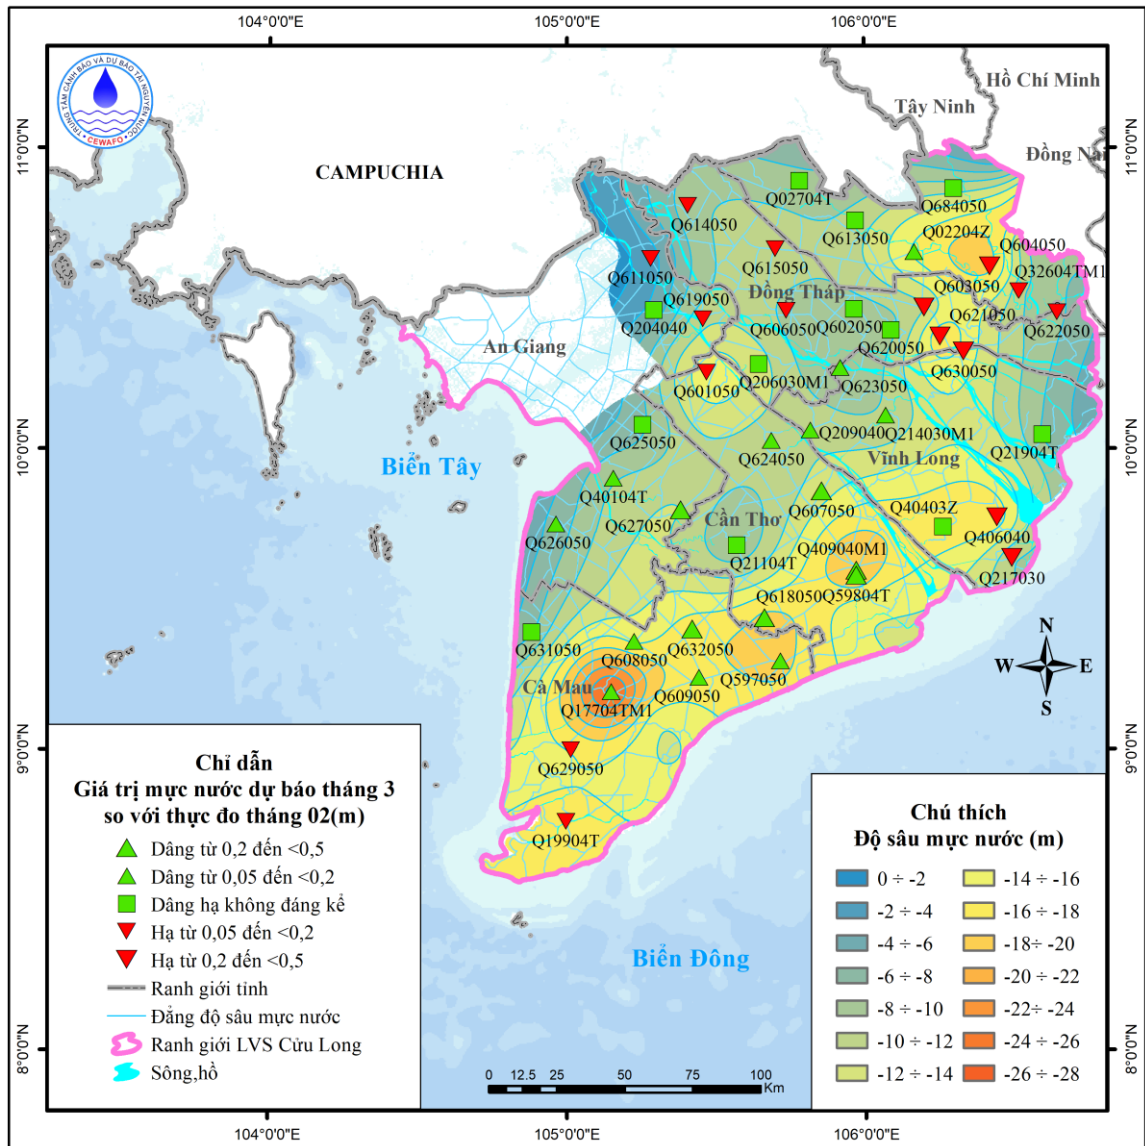 104°0'0"E
105°0'0"E
106°0'0"E
11°0'0"N
10°0'0"N
9°0'0"N
8°0'0"N
TRUNG TÂM CẢNH BÁO VÀ DỰ BÁO TÀI NGUYÊN NƯỚC
CEWAFO
Hồ Chí Minh
Tây Ninh
Đồng Nai
CAMPUCHIA
Q02704T
Q684050
Q614050
Q613050
Q02204Z
Q604050
Q611050
Q615050
Q603050
Q32604TM1
Đồng Tháp
Q619050
Q621050
Q204040
Q606050
Q602050
Q622050
An Giang
Q620050
Q630050
Q601050
Q206030M1
Q623050
Q625050
Q209040
Q214030M1
Q624050
Vĩnh Long
Q21904T
Biển Tây
Q40104T
Q607050
Q40403Z
Q627050
Cần Thơ
Q626050
Q406040
Q21104T
Q409040M1
Q217030
Q618050
Q59804T
Q631050
Q608050
Q632050
Q597050
Cà Mau
Q609050
Q17704TM1
Q629050
Q19904T
Biển Đông
N
W
E
S
Chỉ dẫn
Giá trị mực nước dự báo tháng 3
so với thực đo tháng 02(m)
Dâng từ 0,2 đến <0,5
Dâng từ 0,05 đến <0,2
Dâng hạ không đáng kể
Hạ từ 0,05 đến <0,2
Hạ từ 0,2 đến <0,5
Ranh giới tỉnh
Đẳng độ sâu mực nước
Ranh giới LVS Cửu Long
Sông,hồ
0 12.5 25 50 75 100
Km
Chú thích
Độ sâu mực nước (m)
0 ÷ -2
-2 ÷ -4
-4 ÷ -6
-6 ÷ -8
-8 ÷ -10
-10 ÷ -12
-12 ÷ -14
-14 ÷ -16
-16 ÷ -18
-18÷ -20
-20 ÷ -22
-22÷ -24
-24 ÷ -26
-26 ÷ -28
11°0'0"N
10°0'0"N
9°0'0"N
8°0'0"N
104°0'0"E
105°0'0"E
106°0'0"E